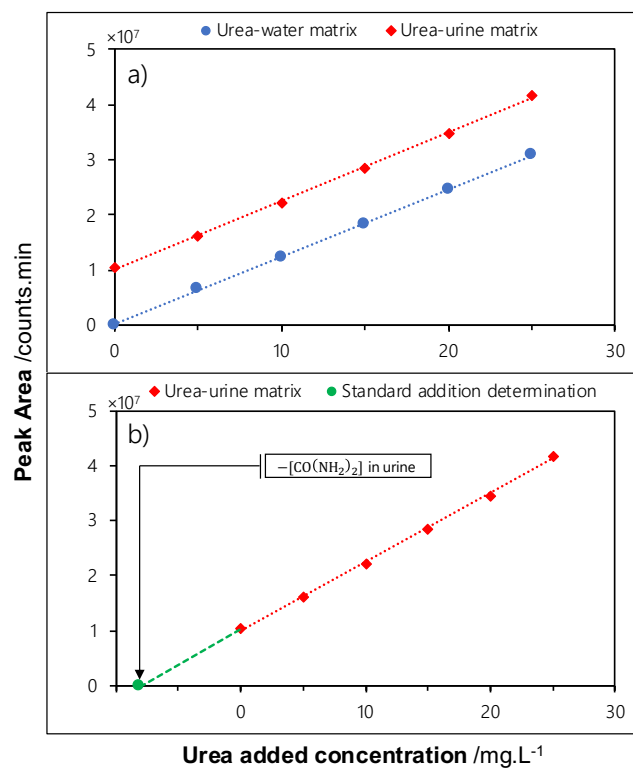 Urea-water matrix Urea-urine matrix
×10⁷
a)
5
4
3
2
1
0
0 10 20 30
Peak Area /counts.min
Urea-urine matrix Standard addition determination
×10⁷
b)
5
−[CO(NH₂)₂] in urine
4
3
2
1
0
0 10 20 30
Urea added concentration /mg.L⁻¹